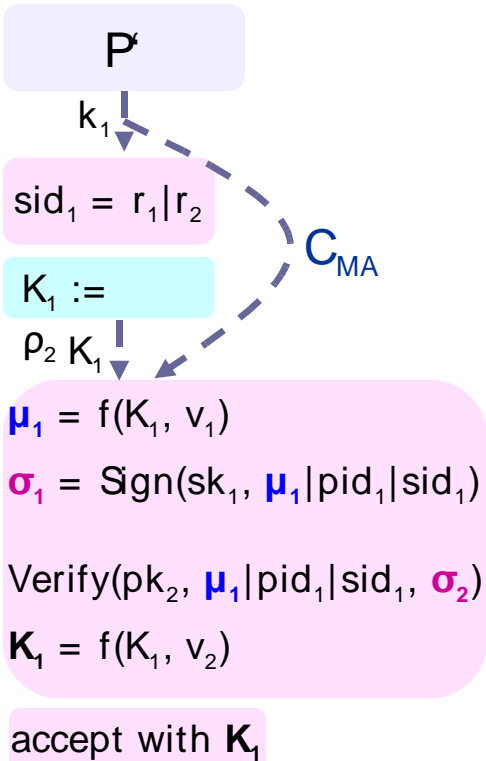 P'
k₁
sid₁ = r₁|r₂
C_MA
K₁ :=
ρ₂ K₁
μ₁ = f(K₁, v₁)
σ₁ = Sign(sk₁, μ₁|pid₁|sid₁)
Verify(pk₂, μ₁|pid₁|sid₁, σ₂)
K₁ = f(K₁, v₂)
accept with K₁